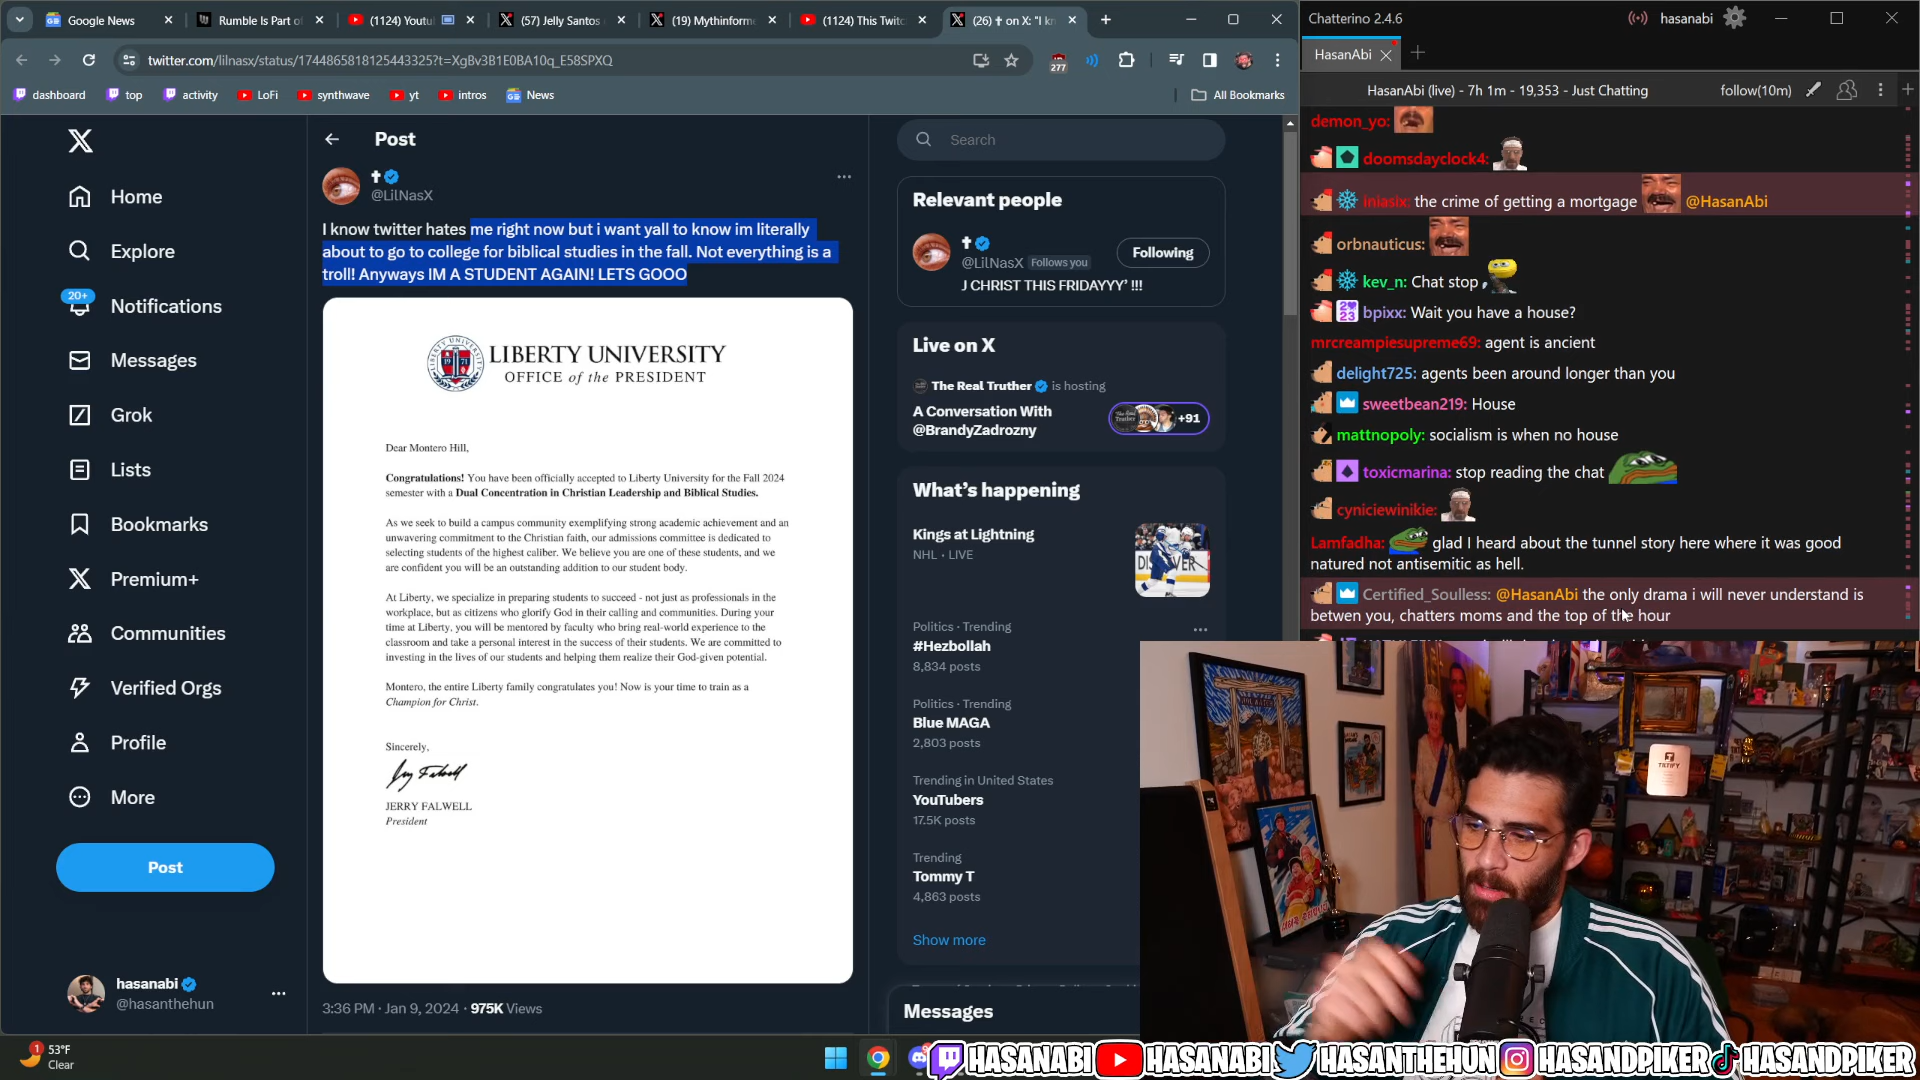 Google News
Rumble Is Part of
(1124) Youtu
(57) Jelly Santos
(19) Mythinform
(1124) This Twitc
(26) ✝ on X: "I kn
twitter.com/lilnasx/status/1744865818125443325?t=XgBv3B1E0BA10q_E58SPXQ
277
dashboard
top
activity
LoFi
synthwave
yt
intros
News
All Bookmarks
Home
Explore
20+
Notifications
Messages
Grok
Lists
Bookmarks
Premium+
Communities
Verified Orgs
Profile
More
Post
hasanabi
@hasanthehun
Post
✝
@LilNasX
I know twitter hates me right now but i want yall to know im literally
about to go to college for biblical studies in the fall. Not everything is a
troll! Anyways IM A STUDENT AGAIN! LETS GOOO
LIBERTY UNIVERSITY
OFFICE of the PRESIDENT
1971
Dear Montero Hill,
Congratulations! You have been officially accepted to Liberty University for the Fall 2024
semester with a Dual Concentration in Christian Leadership and Biblical Studies.
As we seek to build a campus community exemplifying strong academic achievement and an
unwavering commitment to the Christian faith, our admissions committee is dedicated to
selecting students of the highest caliber. We believe you are one of these students, and we
are confident you will be an outstanding addition to our student body.
At Liberty, we specialize in preparing students to succeed - not just as professionals in the
workplace, but as citizens who glorify God in their calling and communities. During your
time at Liberty, you will be mentored by faculty who bring real-world experience to the
classroom and take a personal interest in the success of their students. We are committed to
investing in the lives of our students and helping them realize their God-given potential.
Montero, the entire Liberty family congratulates you! Now is your time to train as a
Champion for Christ.
Sincerely,
Jerry Falwell
JERRY FALWELL
President
3:36 PM · Jan 9, 2024 · 975K Views
Search
Relevant people
✝
@LilNasX Follows you
Following
J CHRIST THIS FRIDAYYY' !!!
Live on X
The Real Truther is hosting
A Conversation With
@BrandyZadrozny
+91
What's happening
Kings at Lightning
NHL · LIVE
Politics · Trending
#Hezbollah
8,834 posts
Politics · Trending
Blue MAGA
2,803 posts
Trending in United States
YouTubers
17.5K posts
Trending
Tommy T
4,863 posts
Show more
Messages
Chatterino 2.4.6
hasanabi
HasanAbi
HasanAbi (live) - 7h 1m - 19,353 - Just Chatting
follow(10m)
demon_yo:
doomsdayclock4:
inlasix: the crime of getting a mortgage @HasanAbi
orbnauticus:
kev_n: Chat stop
bpixx: Wait you have a house?
mrcreampiesupreme69: agent is ancient
delight725: agents been around longer than you
sweetbean219: House
mattnopoly: socialism is when no house
toxicmarina: stop reading the chat
cyniciewinikie:
Lamfadha: glad I heard about the tunnel story here where it was good
natured not antisemitic as hell.
Certified_Soulless: @HasanAbi the only drama i will never understand is
betwen you, chatters moms and the top of the hour
TILTIFY
1
53°F
Clear
HASANABI
HASANABI
HASANTHEHUN
HASANDPIKER
HASANDPIKER